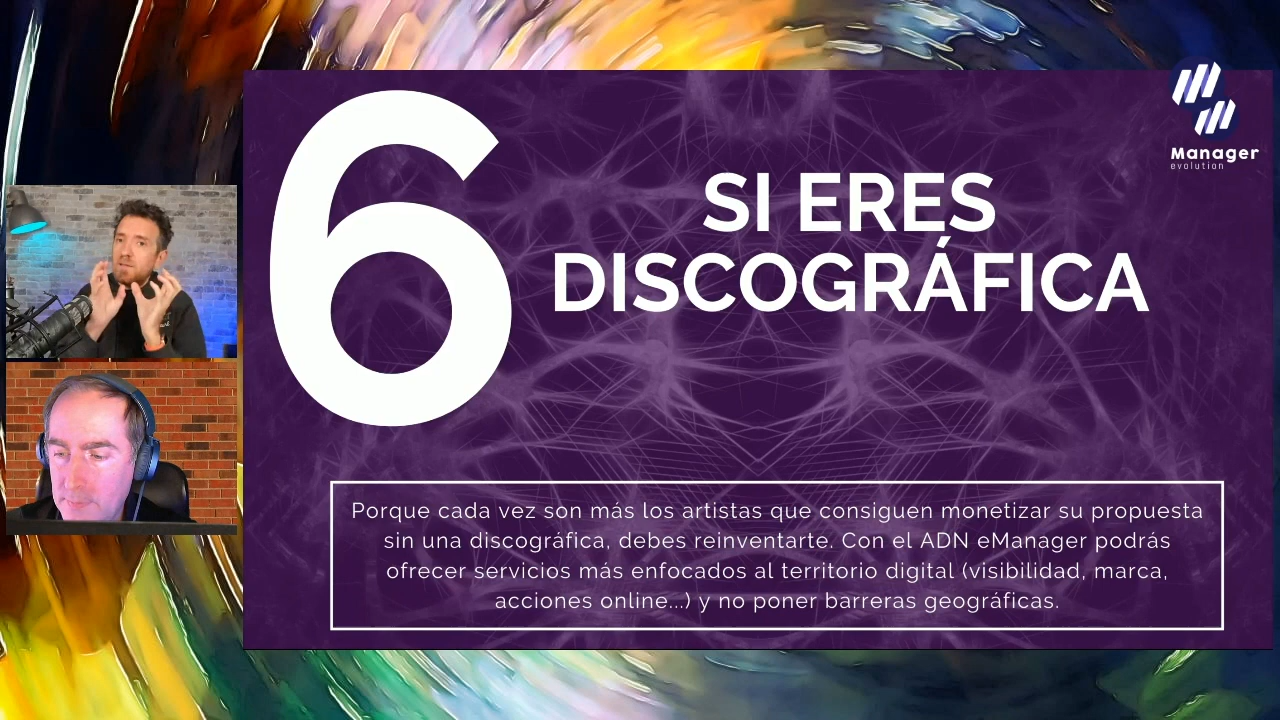 6
SI ERES
DISCOGRÁFICA
Manager
evolution
Porque cada vez son más los artistas que consiguen monetizar su propuesta
sin una discográfica, debes reinventarte. Con el ADN eManager podrás
ofrecer servicios más enfocados al territorio digital (visibilidad, marca,
acciones online...) y no poner barreras geográficas.